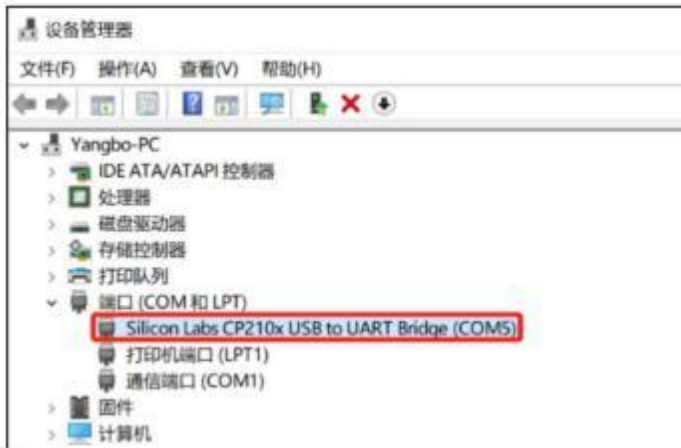 设备管理器
文件(F) 操作(A) 查看(V) 帮助(H)
Yangbo-PC
IDE ATA/ATAPI 控制器
处理器
磁盘驱动器
存储控制器
打印队列
端口 (COM 和 LPT)
Silicon Labs CP210x USB to UART Bridge (COM5)
打印机端口 (LPT1)
通信端口 (COM1)
固件
计算机